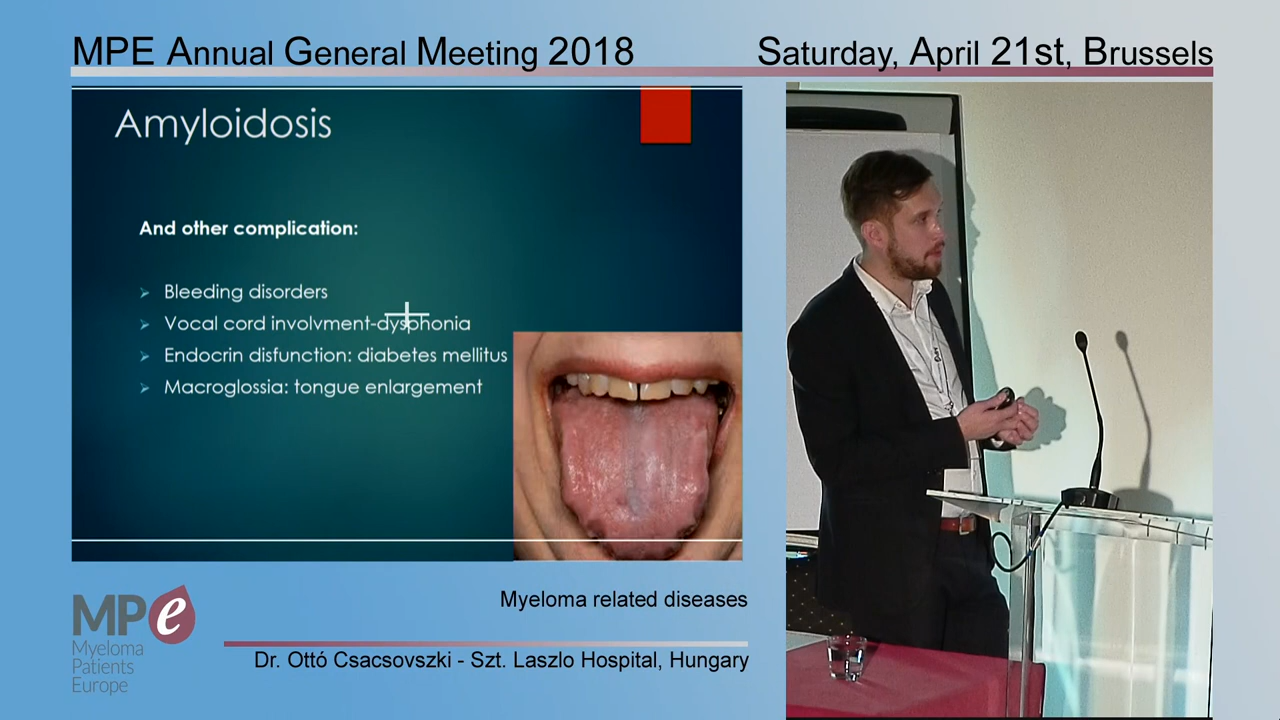 MPE Annual General Meeting 2018
Saturday, April 21st, Brussels
Amyloidosis
And other complication:
Bleeding disorders
Vocal cord involvment-dysphonia
Endocrin disfunction: diabetes mellitus
Macroglossia: tongue enlargement
Myeloma related diseases
Dr. Ottó Csacsovszki - Szt. Laszlo Hospital, Hungary
MPe
Myeloma
Patients
Europe